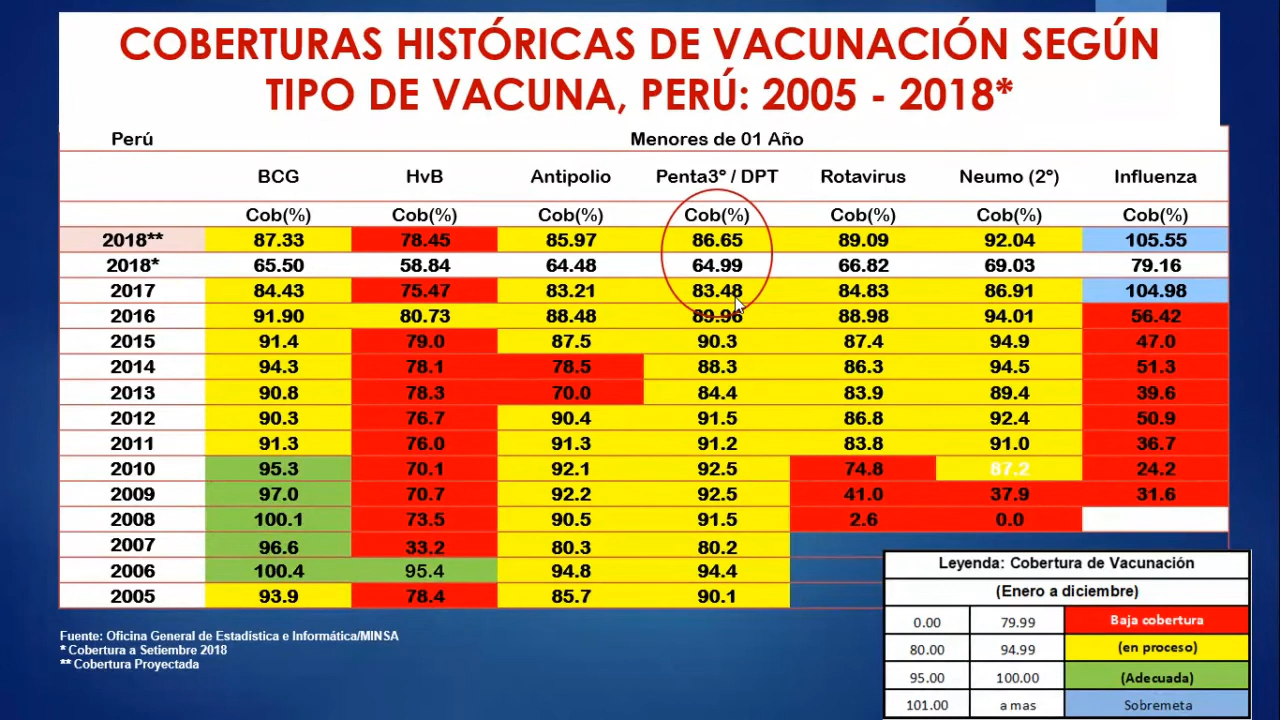 COBERTURAS HISTÓRICAS DE VACUNACIÓN SEGÚN
TIPO DE VACUNA, PERÚ: 2005 - 2018*
Perú Menores de 01 Año
BCG HvB Antipolio Penta3º / DPT Rotavirus Neumo (2º) Influenza
Cob(%) Cob(%) Cob(%) Cob(%) Cob(%) Cob(%) Cob(%)
2018** 87.33 78.45 85.97 86.65 89.09 92.04 105.55
2018* 65.50 58.84 64.48 64.99 66.82 69.03 79.16
2017 84.43 75.47 83.21 83.48 84.83 86.91 104.98
2016 91.90 80.73 88.48 89.96 88.98 94.01 56.42
2015 91.4 79.0 87.5 90.3 87.4 94.9 47.0
2014 94.3 78.1 78.5 88.3 86.3 94.5 51.3
2013 90.8 78.3 70.0 84.4 83.9 89.4 39.6
2012 90.3 76.7 90.4 91.5 86.8 92.4 50.9
2011 91.3 76.0 91.3 91.2 83.8 91.0 36.7
2010 95.3 70.1 92.1 92.5 74.8 87.2 24.2
2009 97.0 70.7 92.2 92.5 41.0 37.9 31.6
2008 100.1 73.5 90.5 91.5 2.6 0.0
2007 96.6 33.2 80.3 80.2
2006 100.4 95.4 94.8 94.4
2005 93.9 78.4 85.7 90.1
Fuente: Oficina General de Estadística e Informática/MINSA
* Cobertura a Setiembre 2018
** Cobertura Proyectada
Leyenda: Cobertura de Vacunación
(Enero a diciembre)
0.00 79.99 Baja cobertura
80.00 94.99 (en proceso)
95.00 100.00 (Adecuada)
101.00 a mas Sobremeta